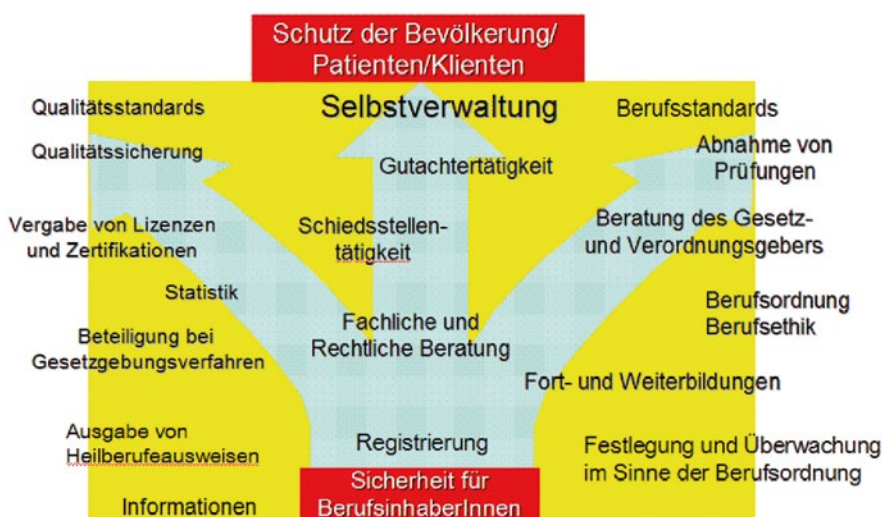 Schutz der Bevölkerung/
Patienten/Klienten
Qualitätsstandards
Selbstverwaltung
Berufsstandards
Qualitätssicherung
Gutachtertätigkeit
Abnahme von
Prüfungen
Vergabe von Lizenzen
und Zertifikationen
Schiedsstellen-
tätigkeit
Beratung des Gesetz-
und Verordnungsgebers
Statistik
Berufsordnung
Berufsethik
Beteiligung bei
Gesetzgebungsverfahren
Fachliche und
Rechtliche Beratung
Fort- und Weiterbildungen
Ausgabe von
Heilberufeausweisen
Registrierung
Festlegung und Überwachung
im Sinne der Berufsordnung
Informationen
Sicherheit für
BerufsinhaberInnen